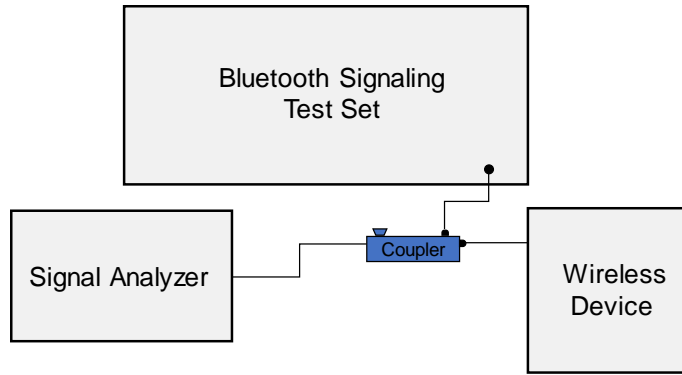 Bluetooth Signaling
Test Set
Coupler
Signal Analyzer
Wireless
Device